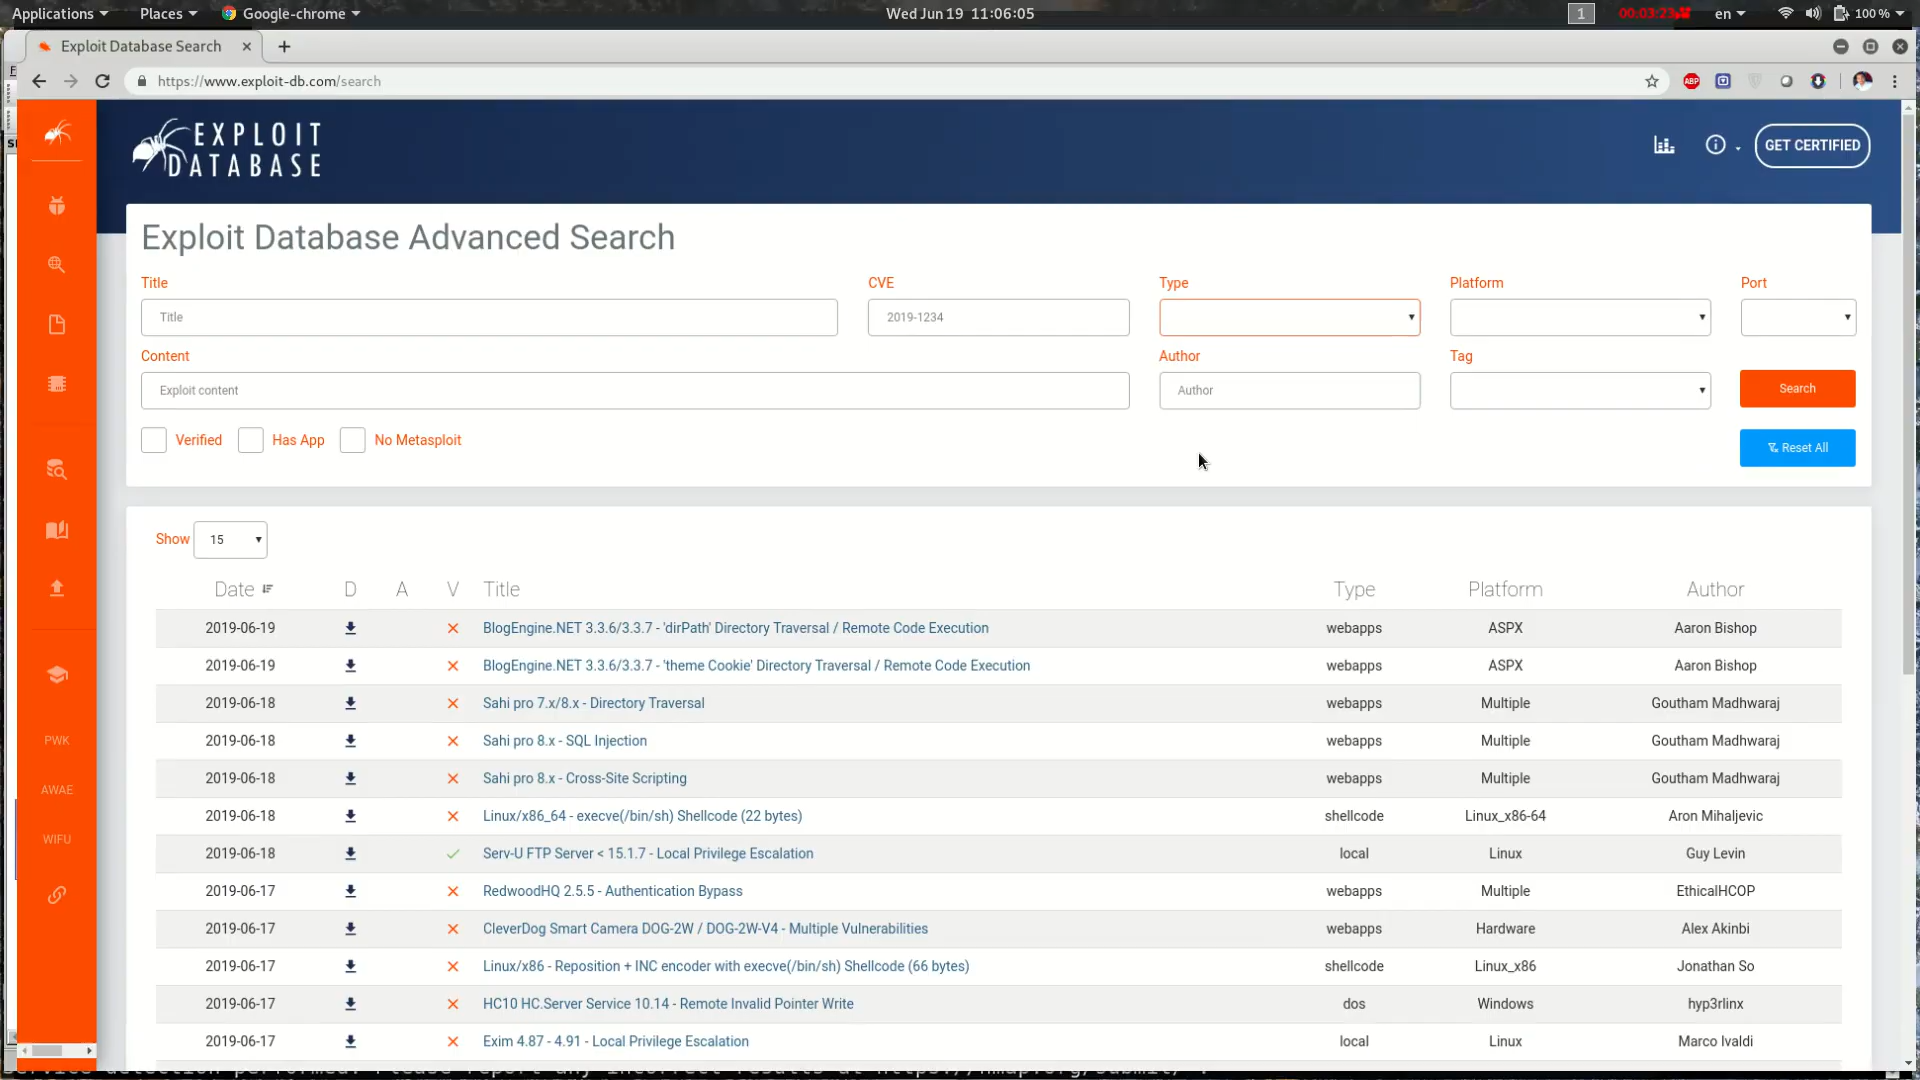 Applications Places Google-chrome Wed Jun 19 11:06:05 1 00:03:23 en 100 %
Exploit Database Search
https://www.exploit-db.com/search ABP
EXPLOIT DATABASE
GET CERTIFIED
Exploit Database Advanced Search
Title CVE Type Platform Port
Title 2019-1234
Content Author Tag
Exploit content Author Search
Verified Has App No Metasploit Reset All
Show 15
Date D A V Title Type Platform Author
2019-06-19 BlogEngine.NET 3.3.6/3.3.7 - 'dirPath' Directory Traversal / Remote Code Execution webapps ASPX Aaron Bishop
2019-06-19 BlogEngine.NET 3.3.6/3.3.7 - 'theme Cookie' Directory Traversal / Remote Code Execution webapps ASPX Aaron Bishop
2019-06-18 Sahi pro 7.x/8.x - Directory Traversal webapps Multiple Goutham Madhwaraj
2019-06-18 Sahi pro 8.x - SQL Injection webapps Multiple Goutham Madhwaraj
2019-06-18 Sahi pro 8.x - Cross-Site Scripting webapps Multiple Goutham Madhwaraj
2019-06-18 Linux/x86_64 - execve(/bin/sh) Shellcode (22 bytes) shellcode Linux_x86-64 Aron Mihaljevic
2019-06-18 Serv-U FTP Server < 15.1.7 - Local Privilege Escalation local Linux Guy Levin
2019-06-17 RedwoodHQ 2.5.5 - Authentication Bypass webapps Multiple EthicalHCOP
2019-06-17 CleverDog Smart Camera DOG-2W / DOG-2W-V4 - Multiple Vulnerabilities webapps Hardware Alex Akinbi
2019-06-17 Linux/x86 - Reposition + INC encoder with execve(/bin/sh) Shellcode (66 bytes) shellcode Linux_x86 Jonathan So
2019-06-17 HC10 HC.Server Service 10.14 - Remote Invalid Pointer Write dos Windows hyp3rlinx
2019-06-17 Exim 4.87 - 4.91 - Local Privilege Escalation local Linux Marco Ivaldi
PWK
AWAE
WIFU